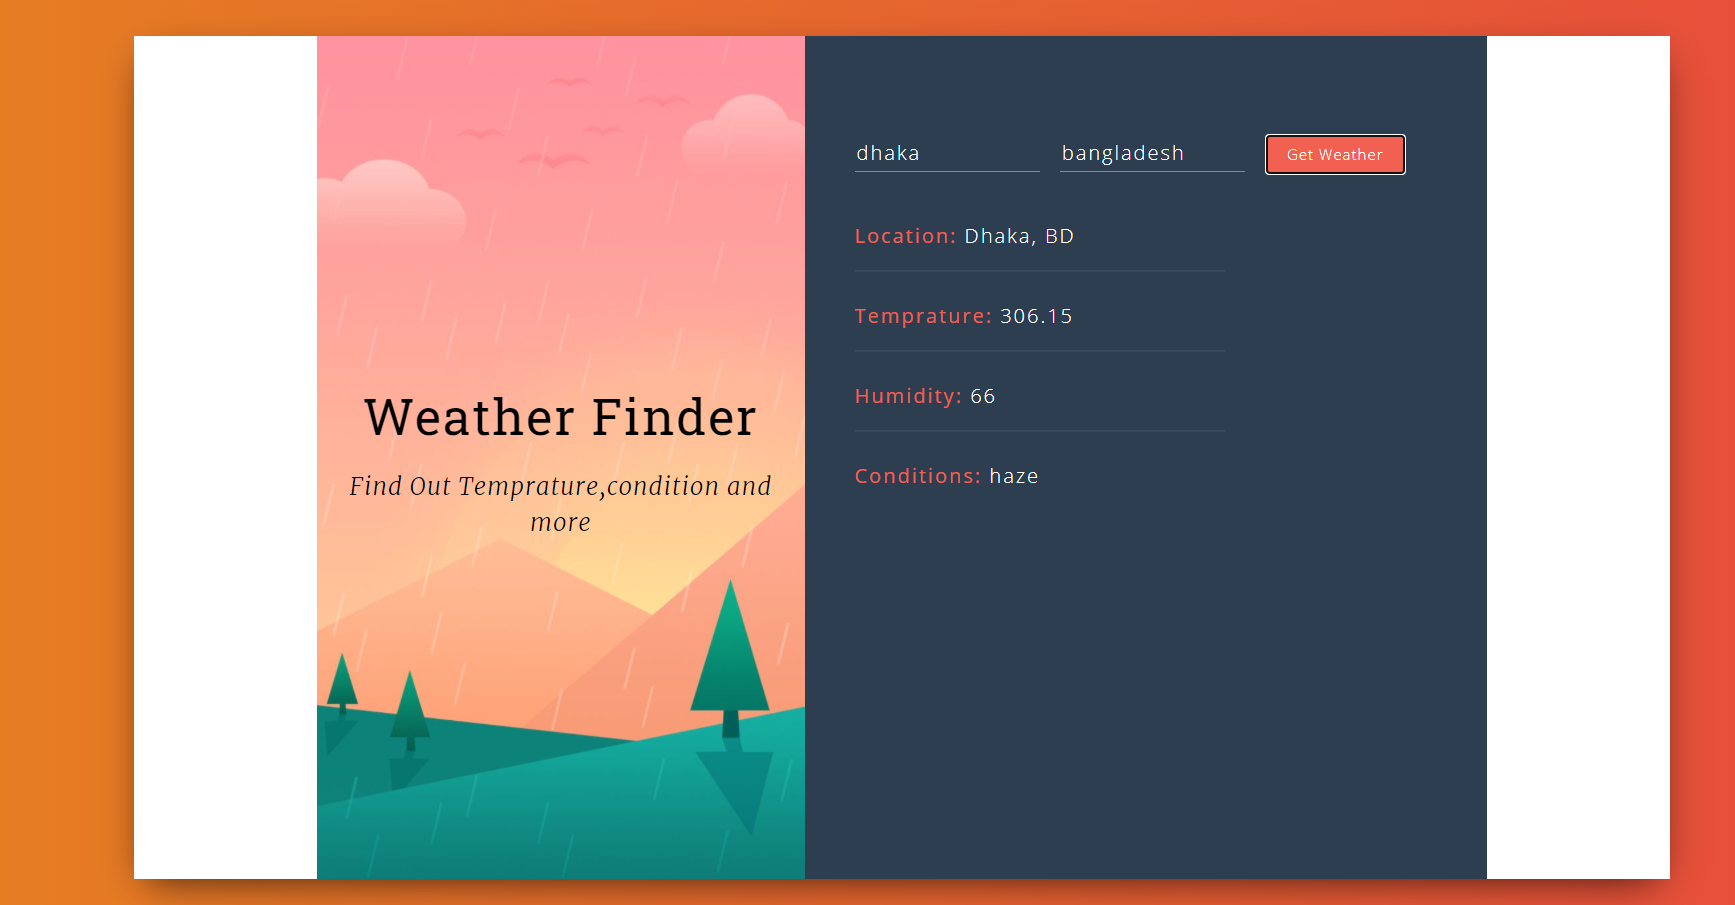 Weather Finder
Find Out Temprature,condition and
more
dhaka bangladesh Get Weather
Location: Dhaka, BD
Temprature: 306.15
Humidity: 66
Conditions: haze